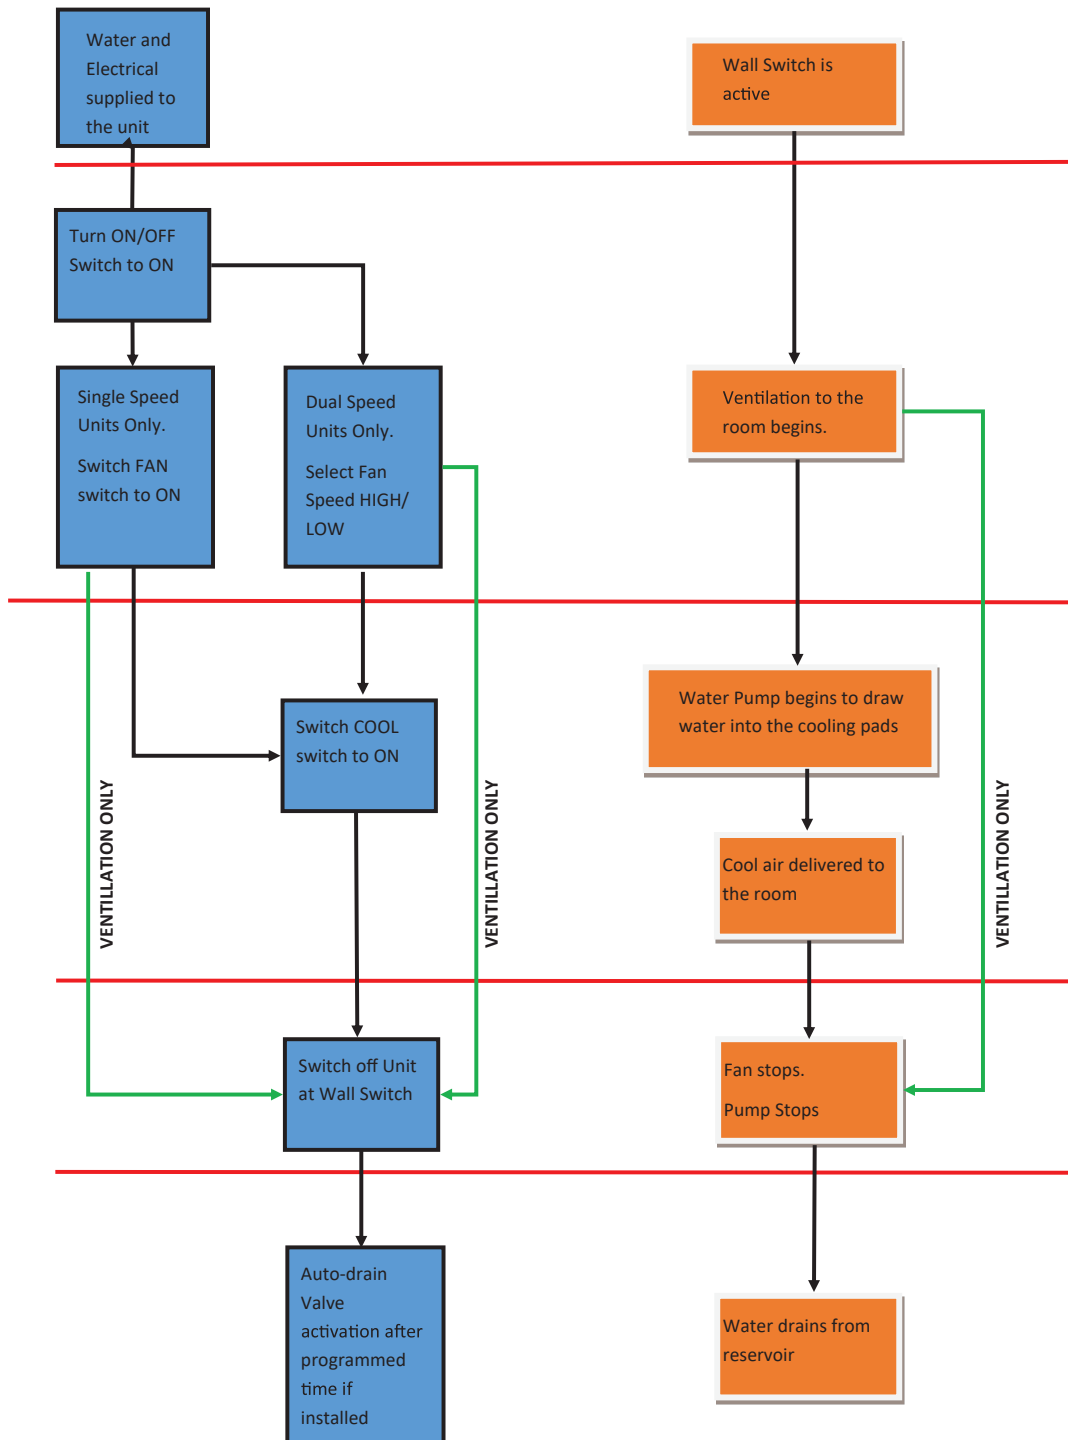 Water and
Electrical
supplied to
the unit
Wall Switch is
active
Turn ON/OFF
Switch to ON
Single Speed
Units Only.
Switch FAN
switch to ON
Dual Speed
Units Only.
Select Fan
Speed HIGH/
LOW
Ventilation to the
room begins.
Switch COOL
switch to ON
Water Pump begins to draw
water into the cooling pads
Cool air delivered to
the room
VENTILLATION ONLY
VENTILLATION ONLY
VENTILLATION ONLY
Switch off Unit
at Wall Switch
Fan stops.
Pump Stops
Auto-drain
Valve
activation after
programmed
time if
installed
Water drains from
reservoir